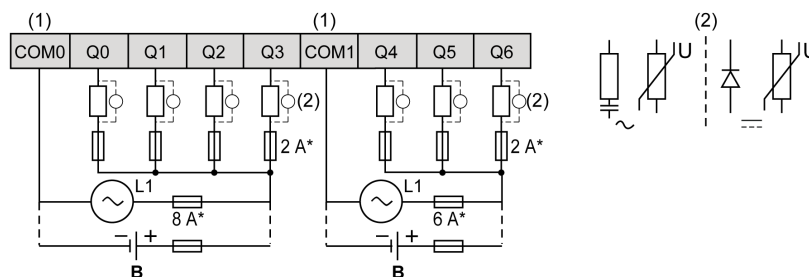 (1) (1) (2)
COM0 Q0 Q1 Q2 Q3 COM1 Q4 Q5 Q6
U U
(2) (2)
2 A* 2 A*
L1 L1
8 A* 6 A*
− + − +
B B